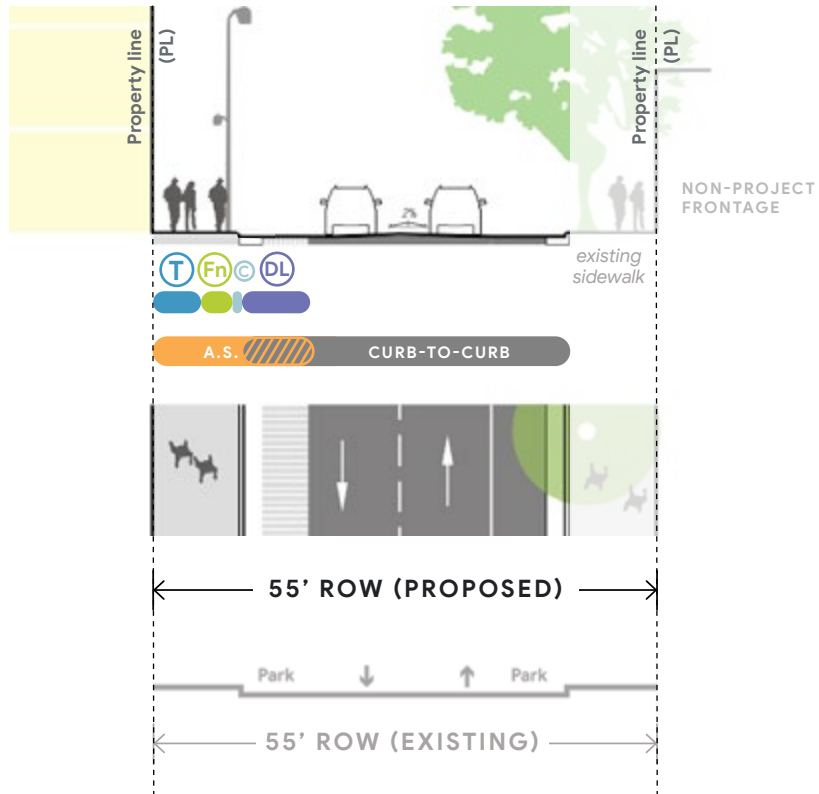 Property line
(PL)
Property line
(PL)
2%
NON-PROJECT
FRONTAGE
existing
sidewalk
T Fn C DL
A.S. CURB-TO-CURB
55’ ROW (PROPOSED)
Park Park
55’ ROW (EXISTING)